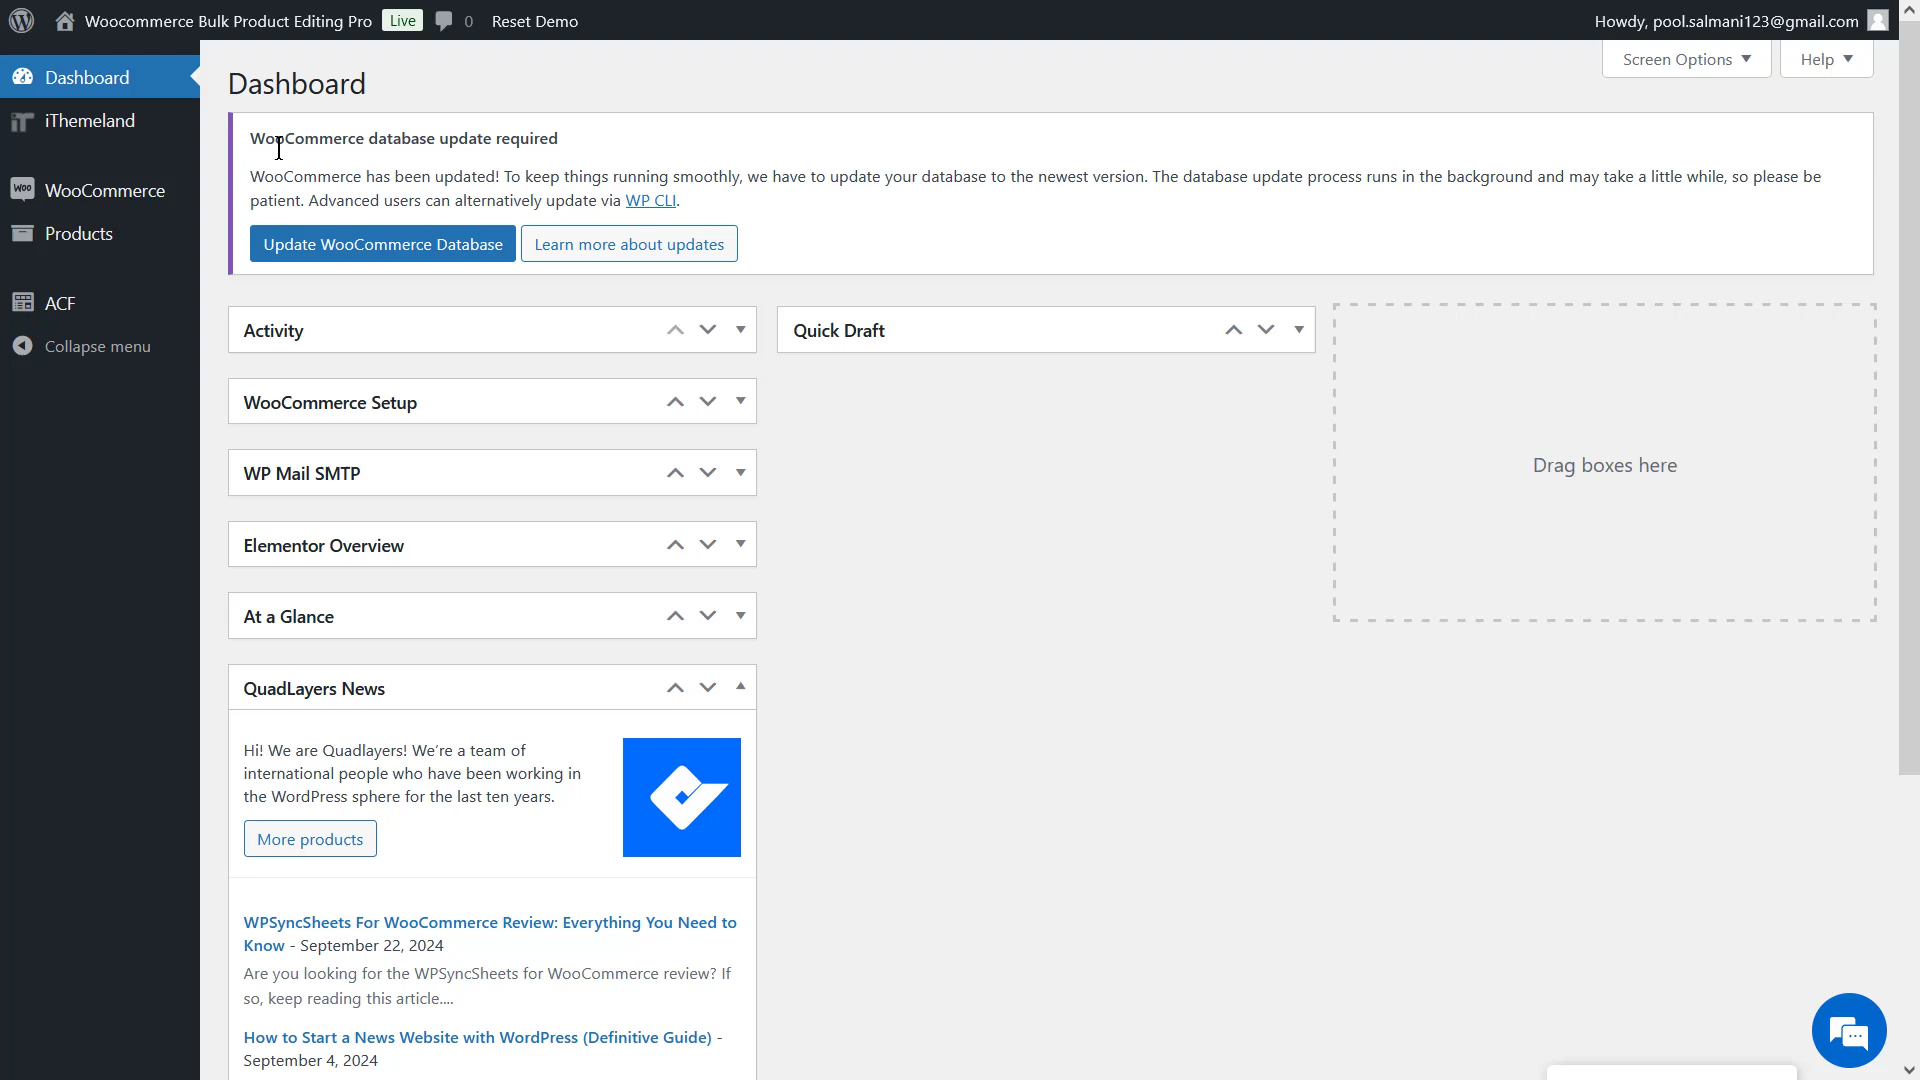 Woocommerce Bulk Product Editing Pro Live 0 Reset Demo
Howdy, pool.salmani123@gmail.com
Dashboard
iThemeland
WooCommerce
Products
ACF
Collapse menu
Screen Options
Help
Dashboard
WooCommerce database update required
WooCommerce has been updated! To keep things running smoothly, we have to update your database to the newest version. The database update process runs in the background and may take a little while, so please be
patient. Advanced users can alternatively update via WP CLI.
Update WooCommerce Database
Learn more about updates
Activity
WooCommerce Setup
WP Mail SMTP
Elementor Overview
At a Glance
QuadLayers News
Hi! We are Quadlayers! We’re a team of
international people who have been working in
the WordPress sphere for the last ten years.
More products
WPSyncSheets For WooCommerce Review: Everything You Need to
Know - September 22, 2024
Are you looking for the WPSyncSheets for WooCommerce review? If
so, keep reading this article....
How to Start a News Website with WordPress (Definitive Guide) -
September 4, 2024
Quick Draft
Drag boxes here